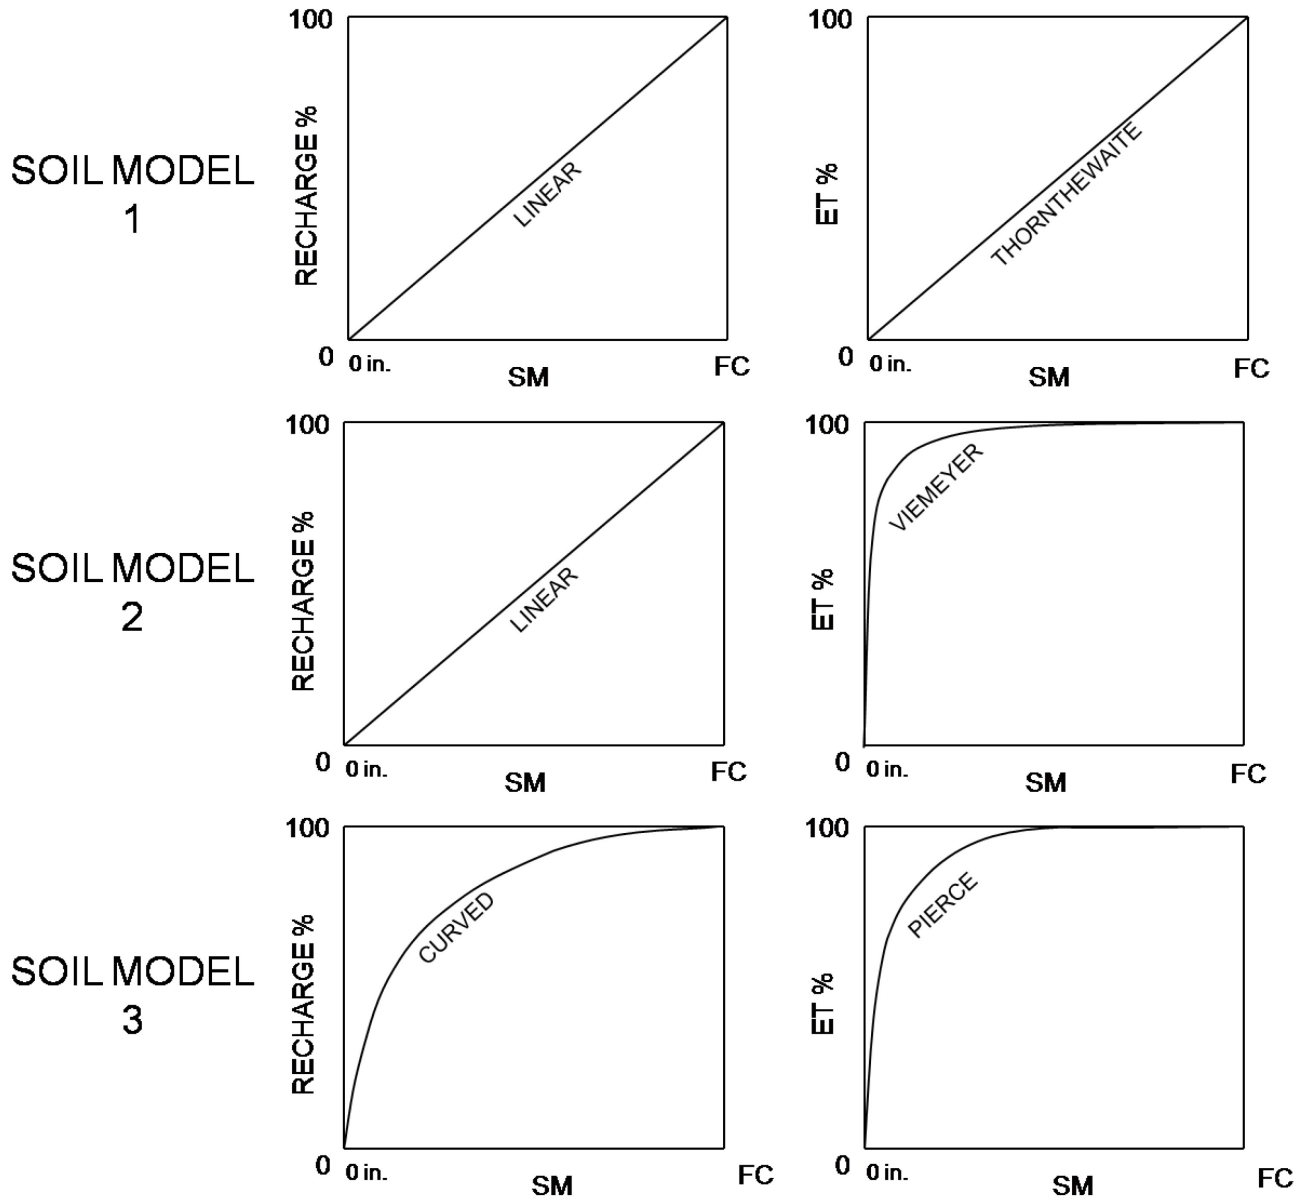 SOIL MODEL
1
100
RECHARGE %
LINEAR
0
0 in.
SM
FC
100
ET %
THORNTHEWAITE
0
0 in.
SM
FC
SOIL MODEL
2
100
RECHARGE %
LINEAR
0
0 in.
SM
FC
100
ET %
VIEMEYER
0
0 in.
SM
FC
SOIL MODEL
3
100
RECHARGE %
CURVED
0
0 in.
SM
FC
100
ET %
PIERCE
0
0 in.
SM
FC